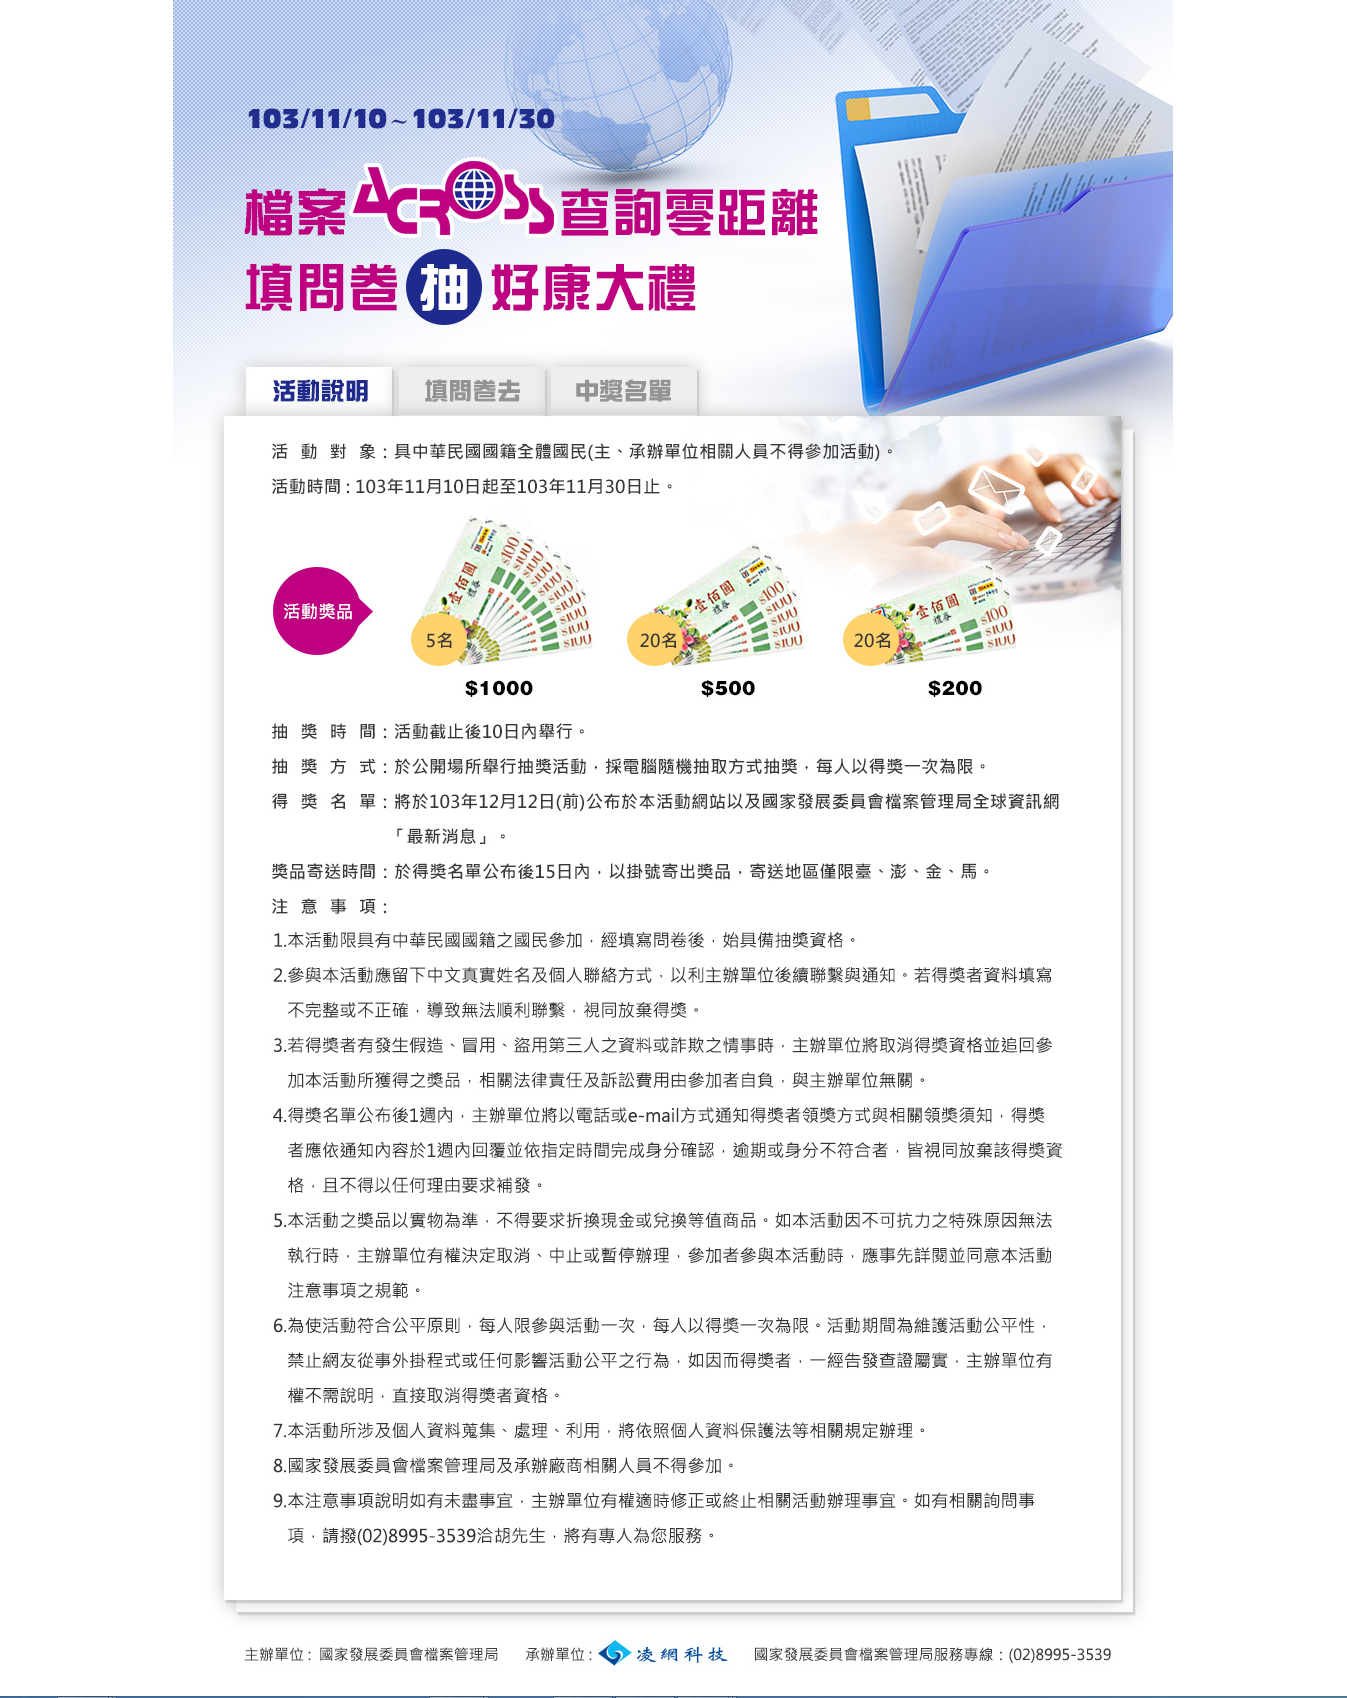 103/11/10~103/11/30
檔案ACROSS查詢零距離
填問卷抽好康大禮
活動說明 填問卷去 中獎名單
活動對象:具中華民國國籍全體國民(主、承辦單位相關人員不得參加活動)。
活動時間:103年11月10日起至103年11月30日止。
活動獎品
壹佰圓 禮券 $100
壹佰圓 禮券 $100
壹佰圓 禮券 $100
5名 20名 20名
$1000 $500 $200
抽獎時間:活動截止後10日內舉行。
抽獎方式:於公開場所舉行抽獎活動,採電腦隨機抽取方式抽獎,每人以得獎一次為限。
得獎名單:將於103年12月12日(前)公布於本活動網站以及國家發展委員會檔案管理局全球資訊網
「最新消息」。
獎品寄送時間:於得獎名單公布後15日內,以掛號寄出獎品,寄送地區僅限臺、澎、金、馬。
注意事項:
1.本活動限具有中華民國國籍之國民參加,經填寫問卷後,始具備抽獎資格。
2.參與本活動應留下中文真實姓名及個人聯絡方式,以利主辦單位後續聯繫與通知。若得獎者資料填寫
不完整或不正確,導致無法順利聯繫,視同放棄得獎。
3.若得獎者有發生假造、冒用、盜用第三人之資料或詐欺之情事時,主辦單位將取消得獎資格並追回參
加本活動所獲得之獎品,相關法律責任及訴訟費用由參加者自負,與主辦單位無關。
4.得獎名單公布後1週內,主辦單位將以電話或e-mail方式通知得獎者領獎方式與相關領獎須知,得獎
者應依通知內容於1週內回覆並依指定時間完成身分確認,逾期或身分不符合者,皆視同放棄該得獎資
格,且不得以任何理由要求補發。
5.本活動之獎品以實物為準,不得要求折換現金或兌換等值商品。如本活動因不可抗力之特殊原因無法
執行時,主辦單位有權決定取消、中止或暫停辦理,參加者參與本活動時,應事先詳閱並同意本活動
注意事項之規範。
6.為使活動符合公平原則,每人限參與活動一次,每人以得獎一次為限。活動期間為維護活動公平性,
禁止網友從事外掛程式或任何影響活動公平之行為,如因而得獎者,一經告發查證屬實,主辦單位有
權不需說明,直接取消得獎者資格。
7.本活動所涉及個人資料蒐集、處理、利用,將依照個人資料保護法等相關規定辦理。
8.國家發展委員會檔案管理局及承辦廠商相關人員不得參加。
9.本注意事項說明如有未盡事宜,主辦單位有權適時修正或終止相關活動辦理事宜。如有相關詢問事
項,請撥(02)8995-3539洽胡先生,將有專人為您服務。
主辦單位:國家發展委員會檔案管理局 承辦單位:凌網科技 國家發展委員會檔案管理局服務專線:(02)8995-3539